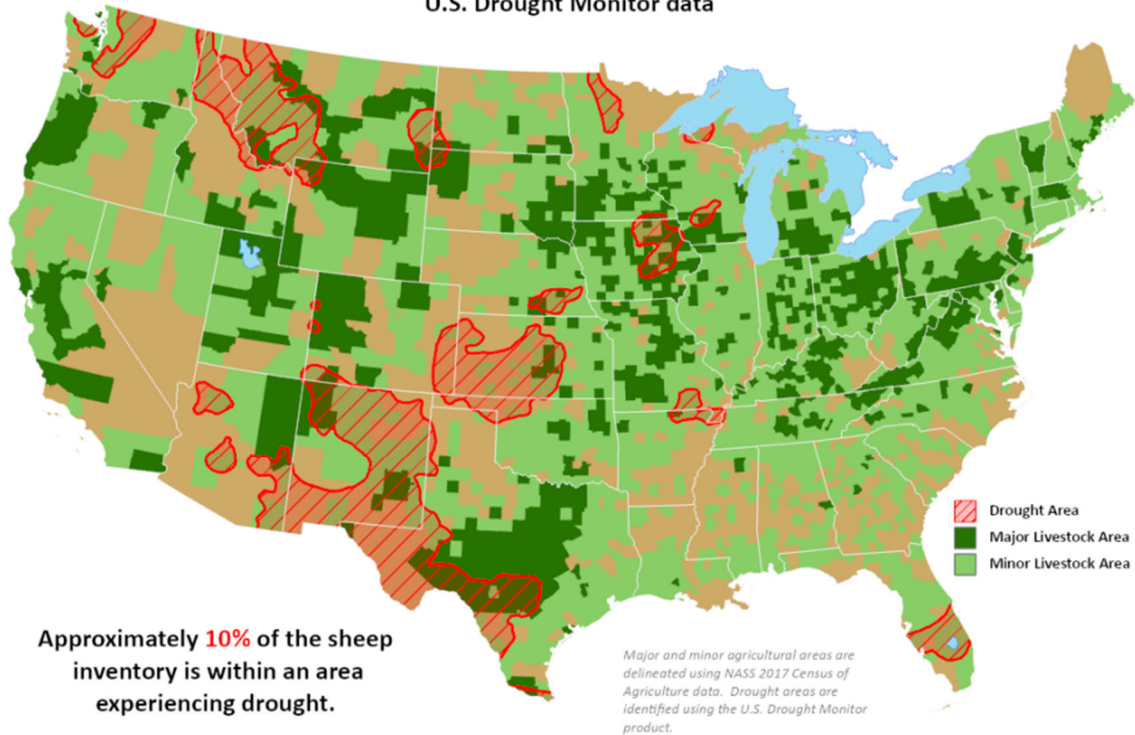 U.S. Drought Monitor data
Drought Area
Major Livestock Area
Minor Livestock Area
Approximately 10% of the sheep
inventory is within an area
experiencing drought.
Major and minor agricultural areas are
delineated using NASS 2017 Census of
Agriculture data. Drought areas are
identified using the U.S. Drought Monitor
product.